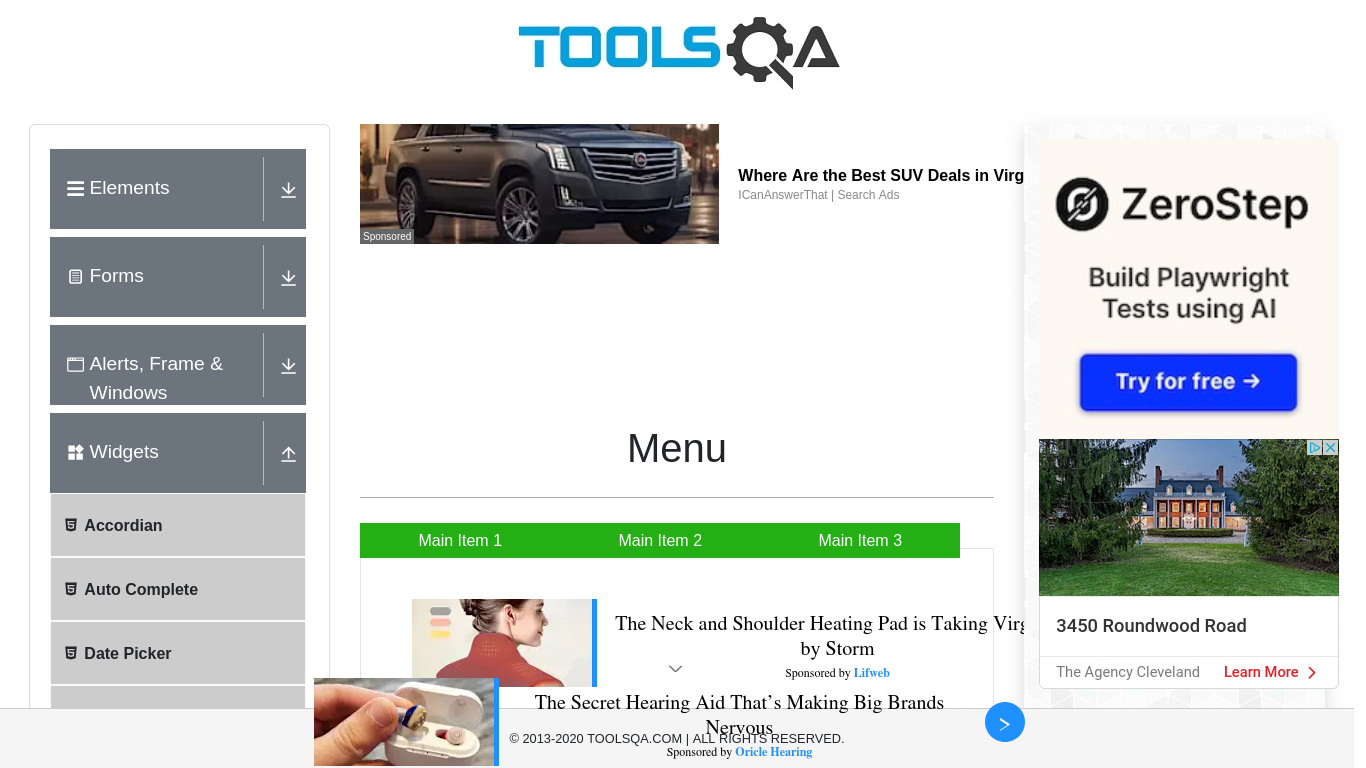 TOOLSQA
Elements
Forms
Alerts, Frame &
Windows
Widgets
Accordian
Auto Complete
Date Picker
Sponsored
Where Are the Best SUV Deals in Virg
ICanAnswerThat | Search Ads
Menu
Main Item 1
Main Item 2
Main Item 3
The Neck and Shoulder Heating Pad is Taking Virg
by Storm
Sponsored by Lifweb
The Secret Hearing Aid That's Making Big Brands
Nervous
Sponsored by Oricle Hearing
© 2013-2020 TOOLSQA.COM | ALL RIGHTS RESERVED.
ZeroStep
Build Playwright
Tests using AI
Try for free →
3450 Roundwood Road
The Agency Cleveland
Learn More